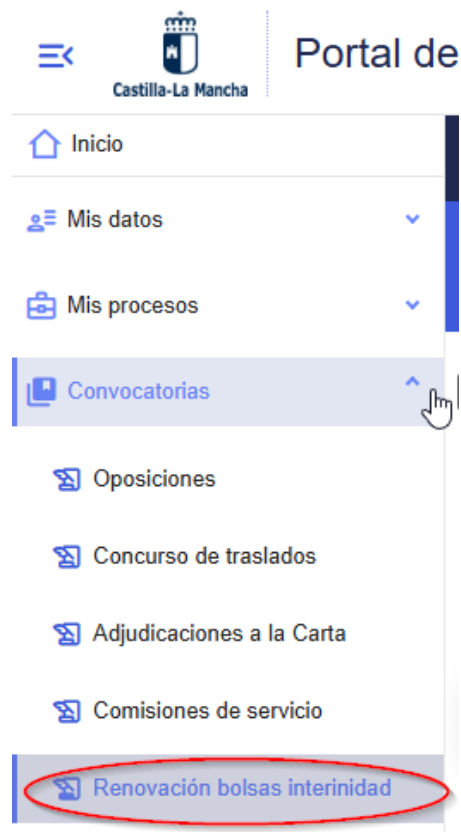 Castilla-La Mancha
Portal de
Inicio
Mis datos
Mis procesos
Convocatorias
Oposiciones
Concurso de traslados
Adjudicaciones a la Carta
Comisiones de servicio
Renovación bolsas interinidad